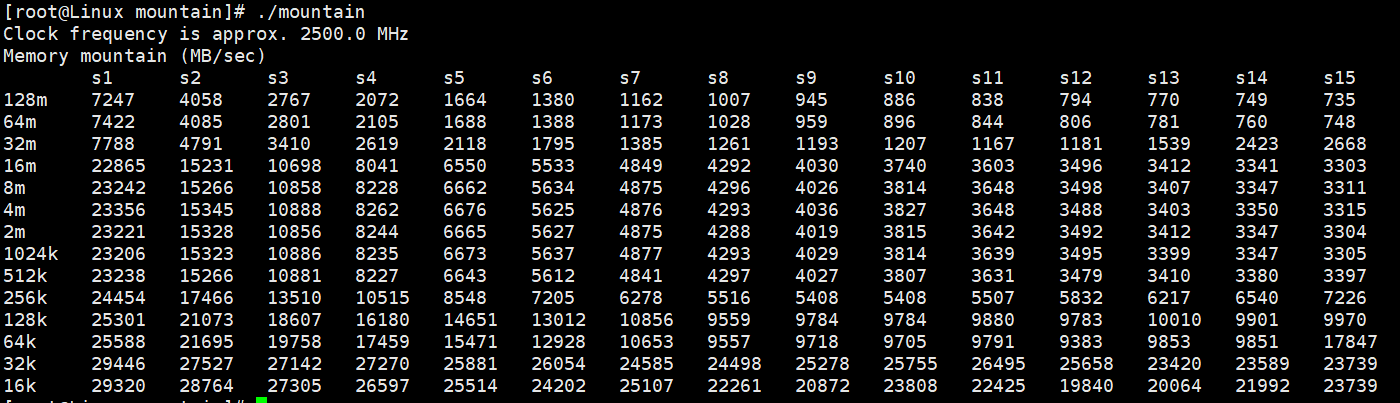 [root@Linux mountain]# ./mountain
Clock frequency is approx. 2500.0 MHz
Memory mountain (MB/sec)
s1 s2 s3 s4 s5 s6 s7 s8 s9 s10 s11 s12 s13 s14 s15
128m 7247 4058 2767 2072 1664 1380 1162 1007 945 886 838 794 770 749 735
64m 7422 4085 2801 2105 1688 1388 1173 1028 959 896 844 806 781 760 748
32m 7788 4791 3410 2619 2118 1795 1385 1261 1193 1207 1167 1181 1539 2423 2668
16m 22865 15231 10698 8041 6550 5533 4849 4292 4030 3740 3603 3496 3412 3341 3303
8m 23242 15266 10858 8228 6662 5634 4875 4296 4026 3814 3648 3498 3407 3347 3311
4m 23356 15345 10888 8262 6676 5625 4876 4293 4036 3827 3648 3488 3403 3350 3315
2m 23221 15328 10856 8244 6665 5627 4875 4288 4019 3815 3642 3492 3412 3347 3304
1024k 23206 15323 10886 8235 6673 5637 4877 4293 4029 3814 3639 3495 3399 3347 3305
512k 23238 15266 10881 8227 6643 5612 4841 4297 4027 3807 3631 3479 3410 3380 3397
256k 24454 17466 13510 10515 8548 7205 6278 5516 5408 5408 5507 5832 6217 6540 7226
128k 25301 21073 18607 16180 14651 13012 10856 9559 9784 9784 9880 9783 10010 9901 9970
64k 25588 21695 19758 17459 15471 12928 10653 9557 9718 9705 9791 9383 9853 9851 17847
32k 29446 27527 27142 27270 25881 26054 24585 24498 25278 25755 26495 25658 23420 23589 23739
16k 29320 28764 27305 26597 25514 24202 25107 22261 20872 23808 22425 19840 20064 21992 23739
[root@Linux mountain]#